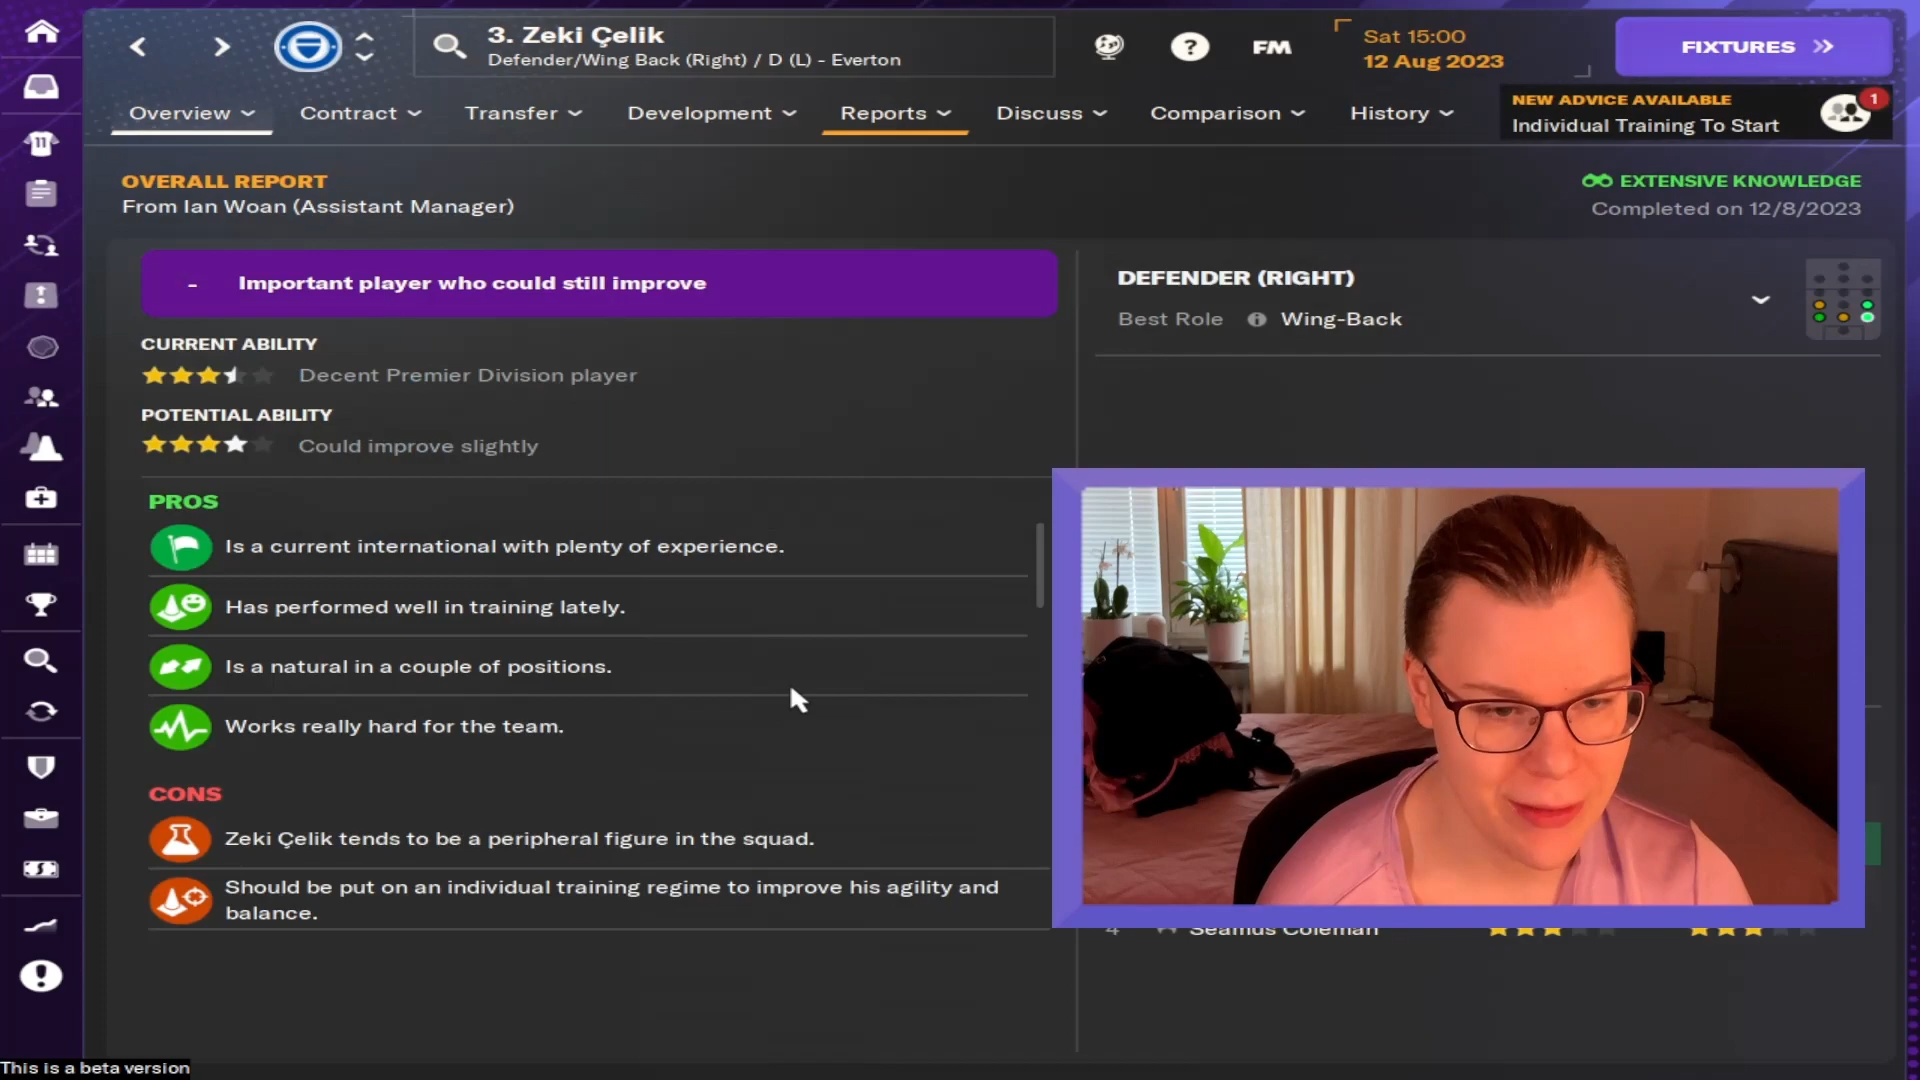 3. Zeki Çelik
Defender/Wing Back (Right) / D (L) - Everton
FM
Sat 15:00
12 Aug 2023
FIXTURES
Overview
Contract
Transfer
Development
Reports
Discuss
Comparison
History
NEW ADVICE AVAILABLE
Individual Training To Start
1
11
OVERALL REPORT
From Ian Woan (Assistant Manager)
EXTENSIVE KNOWLEDGE
Completed on 12/8/2023
- Important player who could still improve
CURRENT ABILITY
Decent Premier Division player
POTENTIAL ABILITY
Could improve slightly
DEFENDER (RIGHT)
Best Role Wing-Back
PROS
Is a current international with plenty of experience.
Has performed well in training lately.
Is a natural in a couple of positions.
Works really hard for the team.
CONS
Zeki Çelik tends to be a peripheral figure in the squad.
Should be put on an individual training regime to improve his agility and
balance.
4 Seamus Coleman
This is a beta version